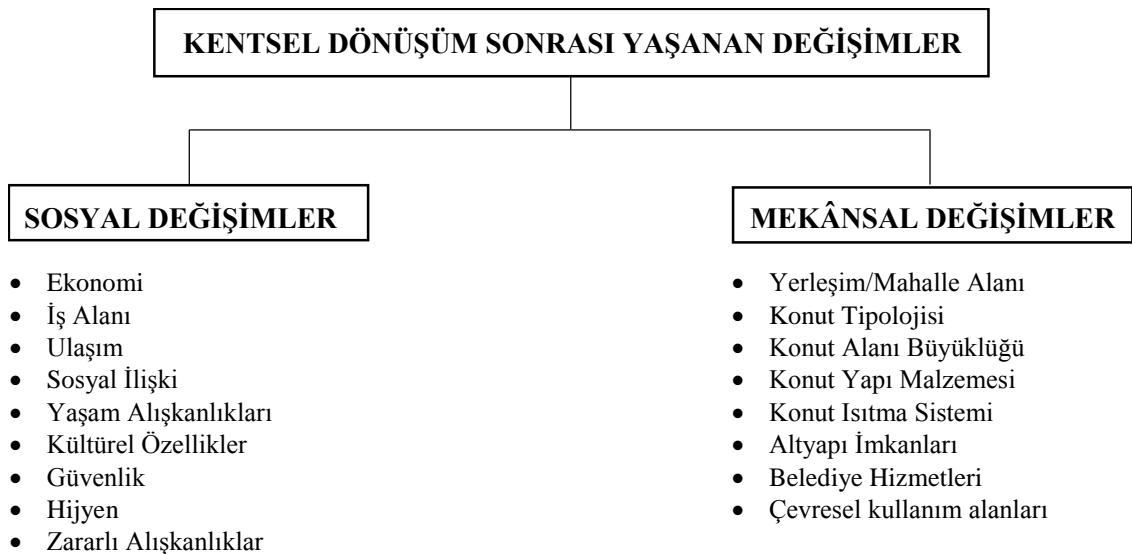 KENTSEL DÖNÜŞÜM SONRASI YAŞANAN DEĞİŞİMLER
SOSYAL DEĞİŞİMLER
• Ekonomi
• İş Alanı
• Ulaşım
• Sosyal İlişki
• Yaşam Alışkanlıkları
• Kültürel Özellikler
• Güvenlik
• Hijyen
• Zararlı Alışkanlıklar
MEKÂNSAL DEĞİŞİMLER
• Yerleşim/Mahalle Alanı
• Konut Tipolojisi
• Konut Alanı Büyüklüğü
• Konut Yapı Malzemesi
• Konut Isıtma Sistemi
• Altyapı İmkanları
• Belediye Hizmetleri
• Çevresel kullanım alanları